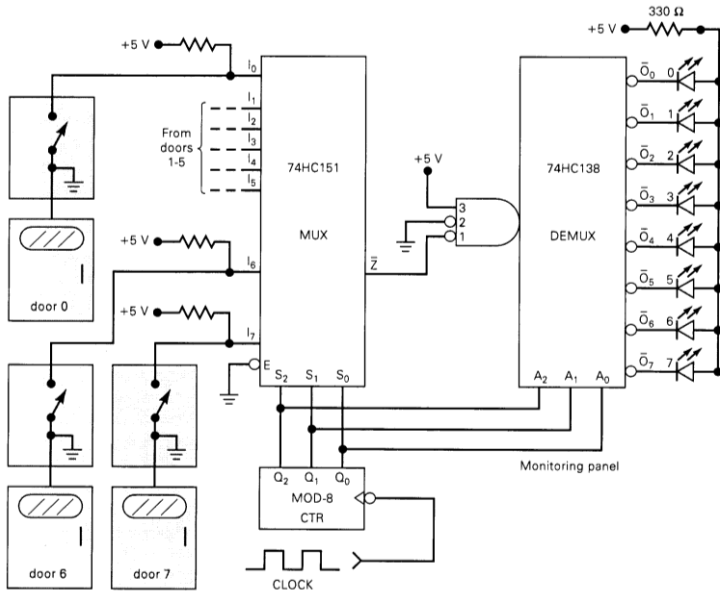 330 Ω
+5 V
+5 V
I₀
I₁
I₂
I₃
I₄
I₅
From
doors
1-5
74HC151
MUX
+5 V
3
2
1
74HC138
DEMUX
Ō₀ 0
Ō₁ 1
Ō₂ 2
Ō₃ 3
Ō₄ 4
Ō₅ 5
Ō₆ 6
Ō₇ 7
door 0
+5 V
I₆
Z̄
+5 V
I₇
E
S₂ S₁ S₀
A₂ A₁ A₀
Monitoring panel
Q₂ Q₁ Q₀
MOD-8
CTR
CLOCK
door 6
door 7